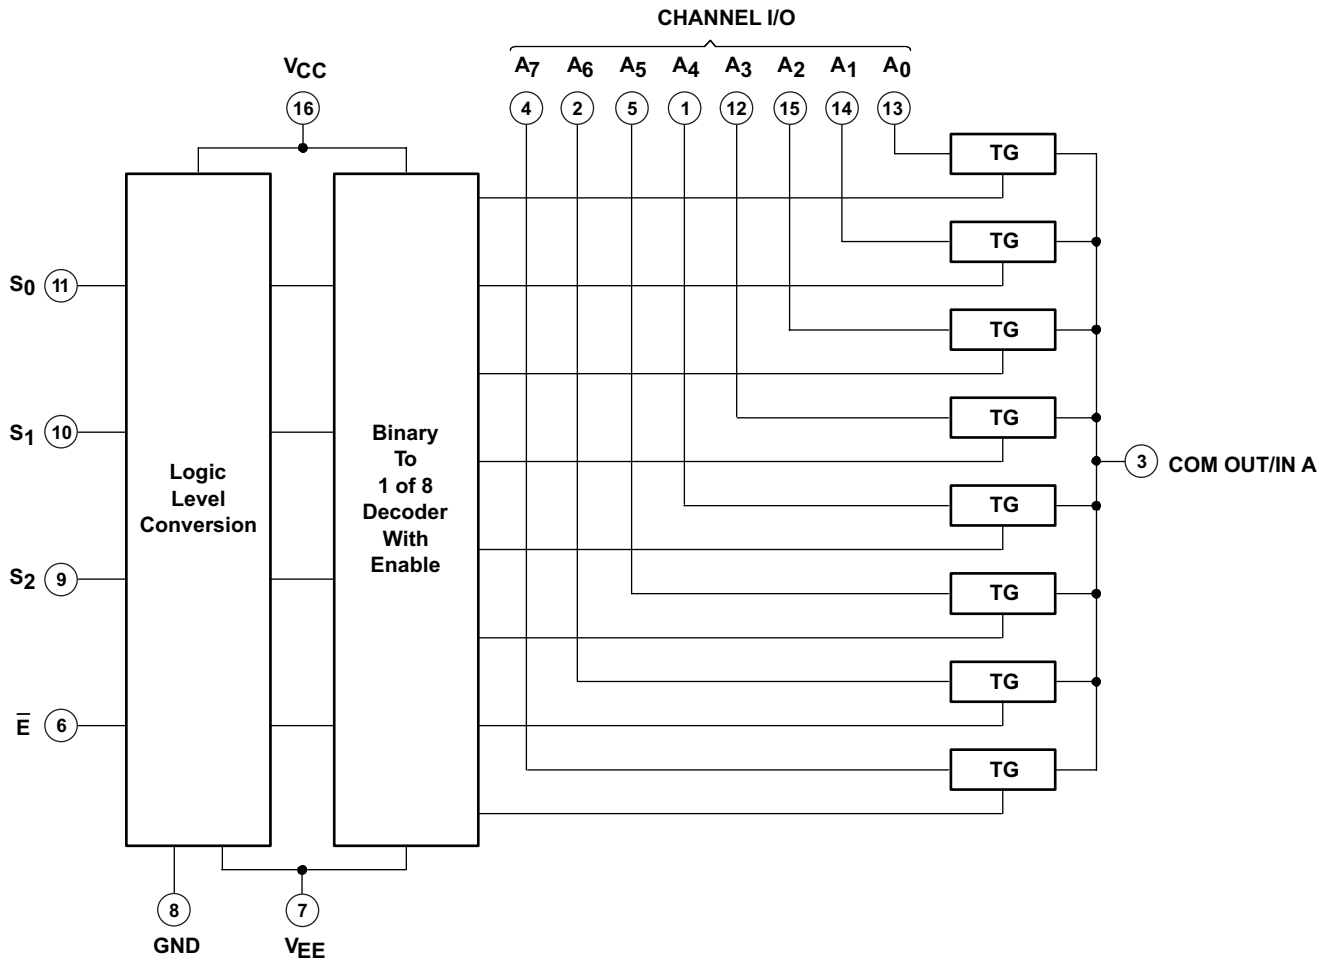 CHANNEL I/O
VCC
A7 A6 A5 A4 A3 A2 A1 A0
16 4 2 5 1 12 15 14 13
TG
TG
S0 11
TG
TG
S1 10
Binary
To
1 of 8
Decoder
With
Enable
Logic
Level
Conversion
3 COM OUT/IN A
TG
S2 9
TG
TG
E̅ 6
TG
8
7
GND
VEE